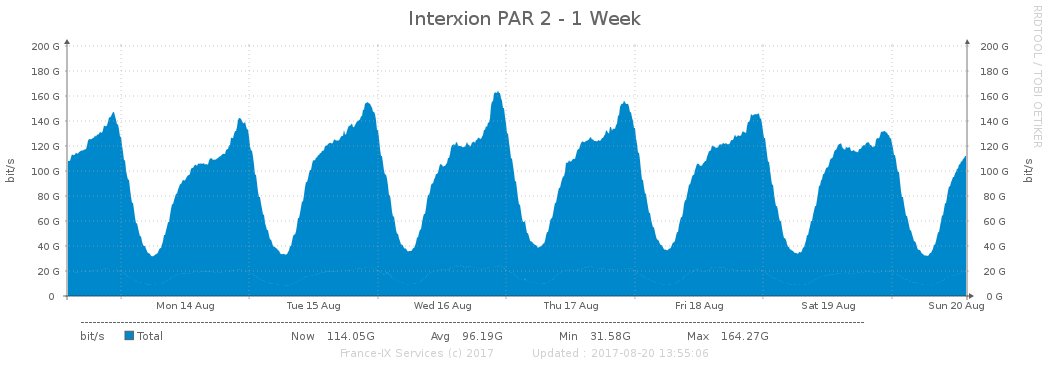 Interxion PAR 2 - 1 Week
RRDTOOL / TOBI OETIKER
bit/s
200 G
180 G
160 G
140 G
120 G
100 G
80 G
60 G
40 G
20 G
0
200 G
180 G
160 G
140 G
120 G
100 G
80 G
60 G
40 G
20 G
0 G
bit/s
Mon 14 Aug Tue 15 Aug Wed 16 Aug Thu 17 Aug Fri 18 Aug Sat 19 Aug Sun 20 Aug
bit/s Total Now 114.05G Avg 96.19G Min 31.58G Max 164.27G
France-IX Services (c) 2017 Updated : 2017-08-20 13:55:06